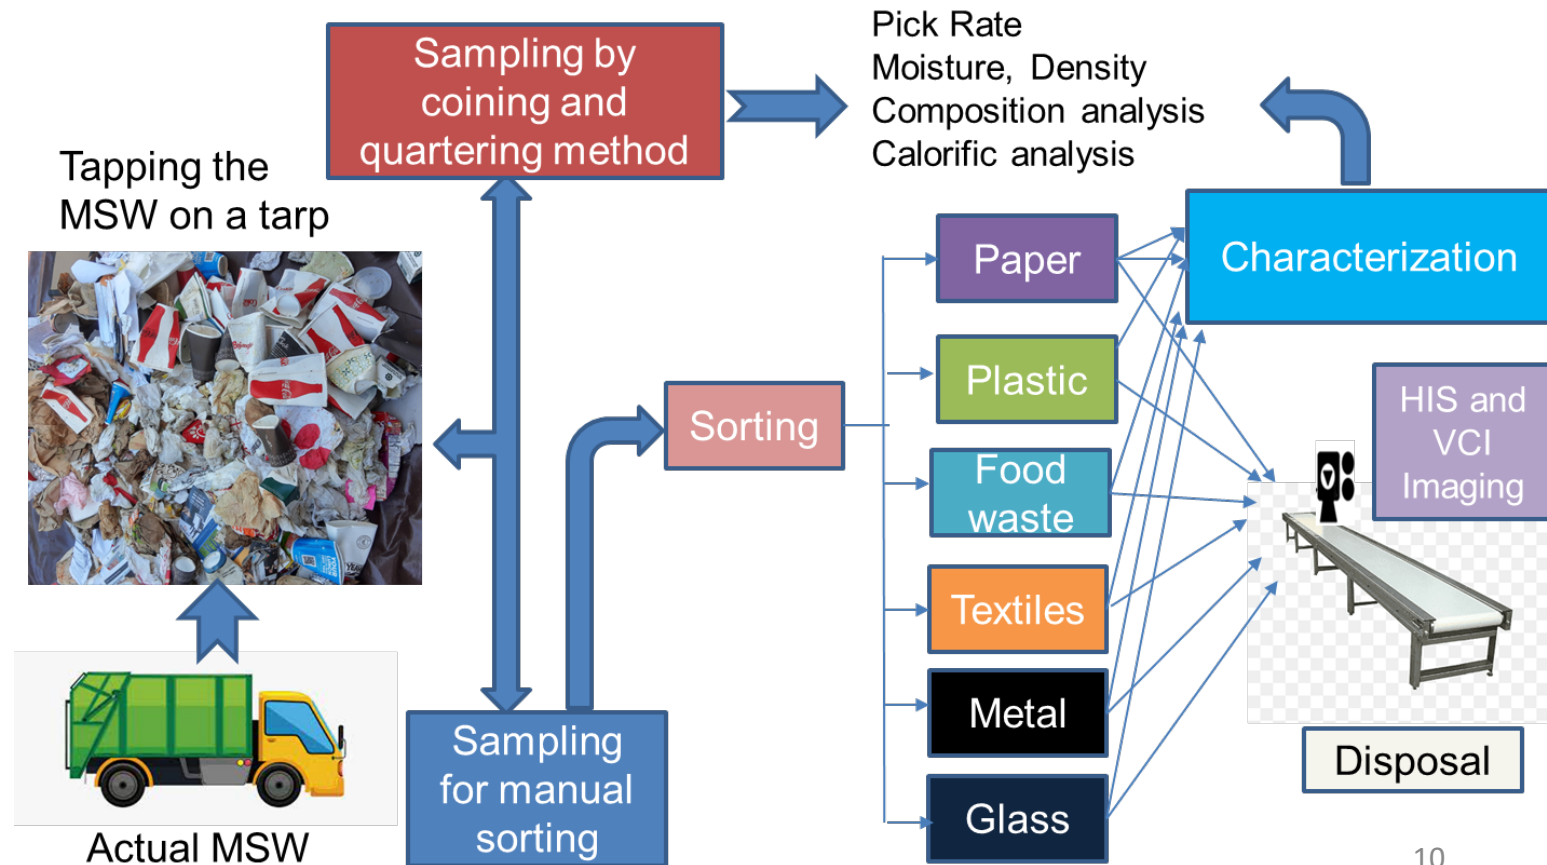 Sampling by
coining and
quartering method
Pick Rate
Moisture, Density
Composition analysis
Calorific analysis
Tapping the
MSW on a tarp
Actual MSW
Sampling
for manual
sorting
Sorting
Paper
Plastic
Food
waste
Textiles
Metal
Glass
Characterization
HIS and
VCI
Imaging
Disposal
10